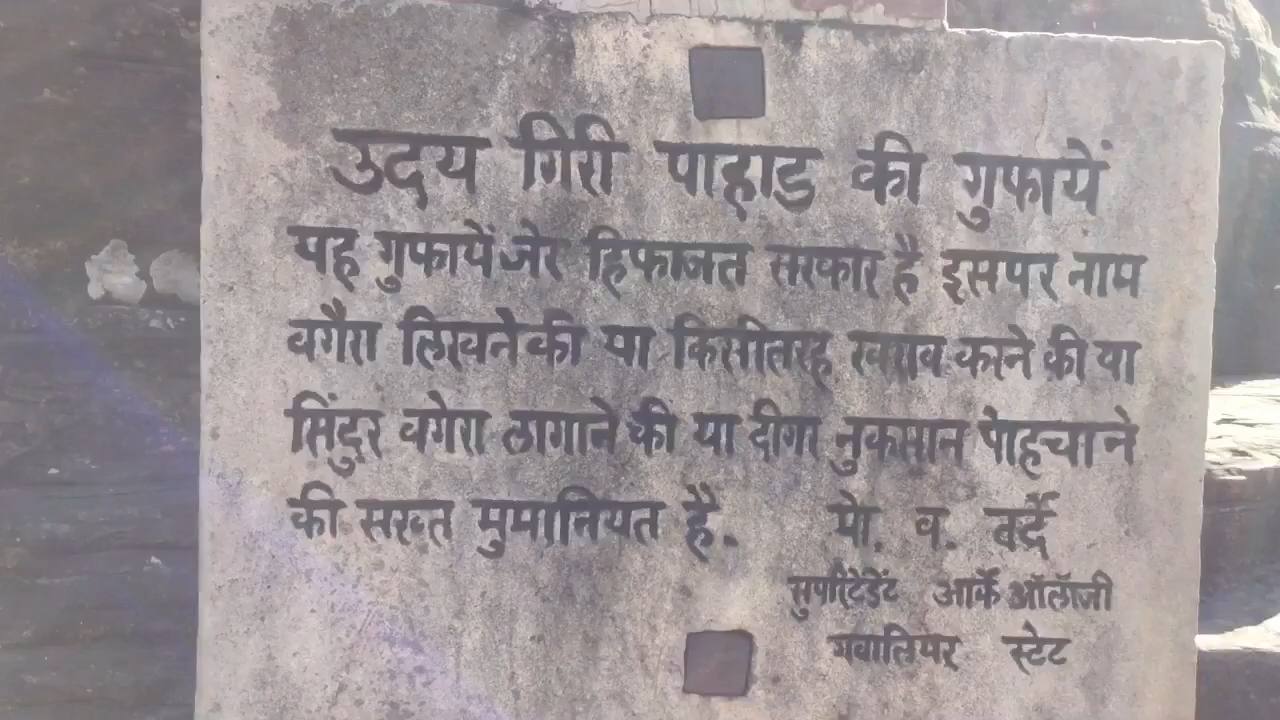 उदय गिरी पाहाड की गुफायें
यह गुफायें जेर हिफाजत सरकार है इसपर नाम
वगैरा लिखने की या किसीतरह खराब करने की या
सिंदुर वगेरा लागाने की या दीगर नुकसान पोहचाने
की सख्त मुमानियत है.
मो. व. गर्दे
सुपरिंटेंडेंट आर्केऑलॉजी
गवालियर स्टेट